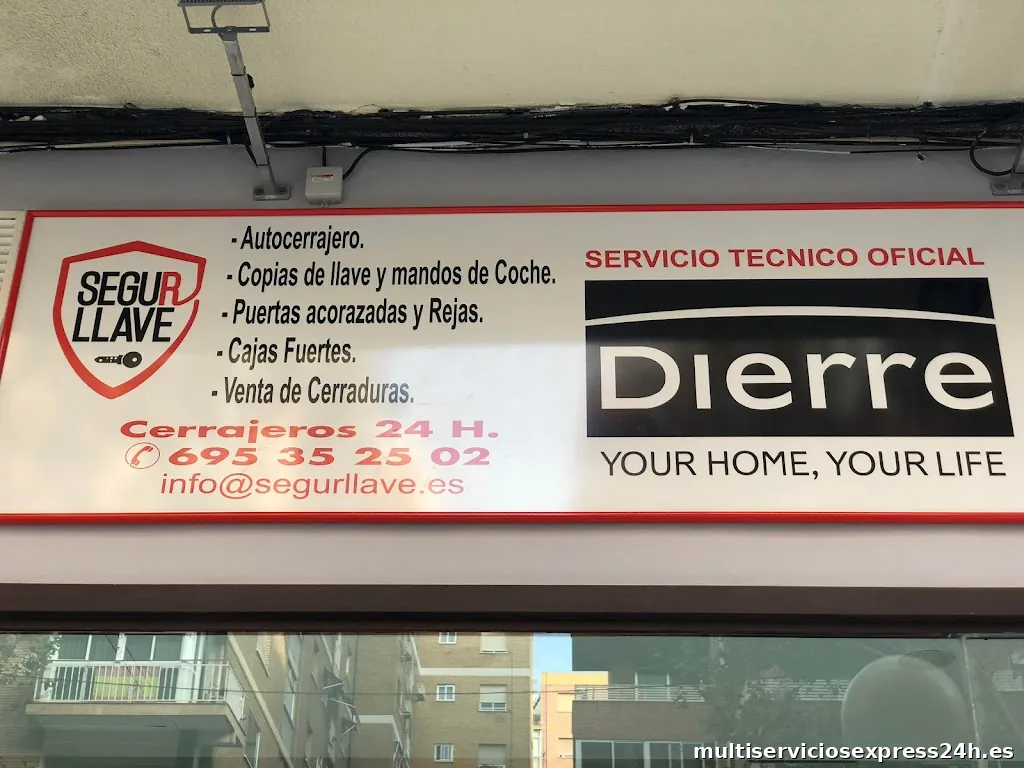 SEGUR
LLAVE
- Autocerrajero.
- Copias de llave y mandos de Coche.
- Puertas acorazadas y Rejas.
- Cajas Fuertes.
- Venta de Cerraduras.
Cerrajeros 24 H.
695 35 25 02
info@segurllave.es
SERVICIO TECNICO OFICIAL
Dierre
YOUR HOME, YOUR LIFE
multiserviciosexpress24h.es